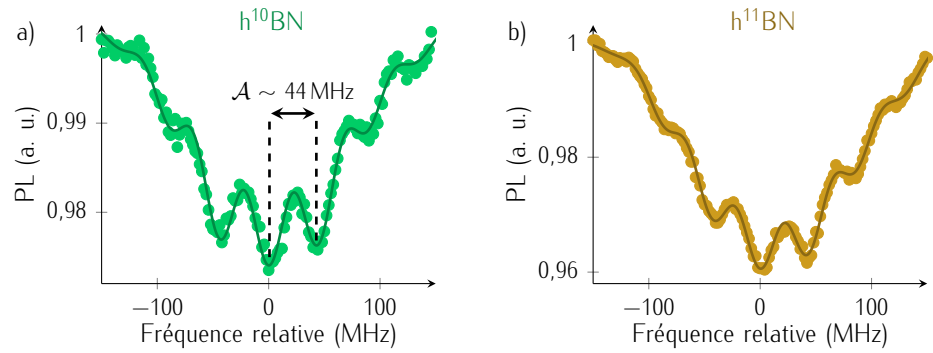 a)
h¹⁰BN
1
0,99
0,98
PL (a. u.)
𝒜 ∼ 44 MHz
−100
0
100
Fréquence relative (MHz)
b)
h¹¹BN
1
0,98
0,96
PL (a. u.)
−100
0
100
Fréquence relative (MHz)